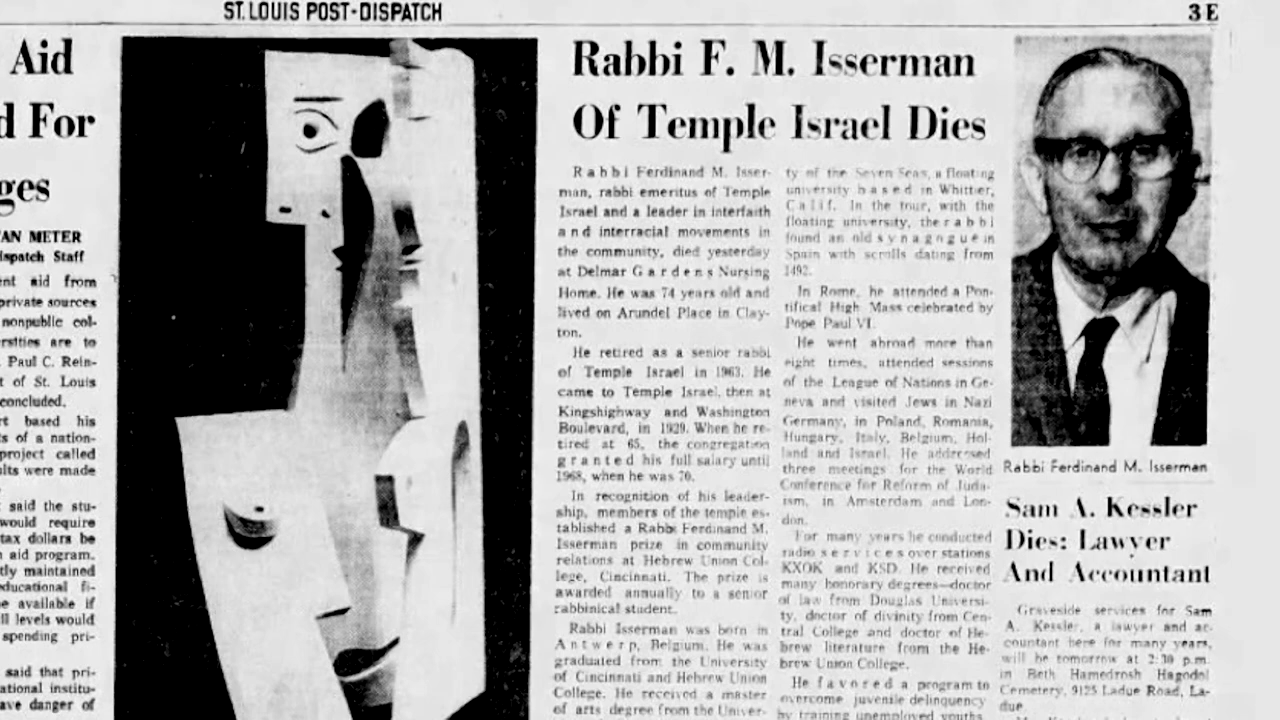 ST. LOUIS POST-DISPATCH
3 E
Aid
d For
ges
AN METER
ispatch Staff
nt aid from
private sources
nonpublic col-
rsities are to
. Paul C. Rein-
t of St. Louis
concluded.
rt based his
ts of a nation-
project called
ults were made
said the stu-
would require
tax dollars be
n aid program.
tly maintained
educational fi-
e available if
ll levels would
spending pri-
said that pri-
ational institu-
ave danger of
Rabbi F. M. Isserman
Of Temple Israel Dies
Rabbi Ferdinand M. Isser-
man, rabbi emeritus of Temple
Israel and a leader in interfaith
and interracial movements in
the community, died yesterday
at Delmar Gardens Nursing
Home. He was 74 years old and
lived on Arundel Place in Clay-
ton.
He retired as a senior rabbi
of Temple Israel in 1963. He
came to Temple Israel, then at
Kingshighway and Washington
Boulevard, in 1929. When he re-
tired at 65, the congregation
granted his full salary until
1968, when he was 70.
In recognition of his leader-
ship, members of the temple es-
tablished a Rabbi Ferdinand M.
Isserman prize in community
relations at Hebrew Union Col-
lege, Cincinnati. The prize is
awarded annually to a senior
rabbinical student.
Rabbi Isserman was born in
Antwerp, Belgium. He was
graduated from the University
of Cincinnati and Hebrew Union
College. He received a master
of arts degree from the Univer-
ty of the Seven Seas, a floating
university based in Whittier,
Calif. In the tour, with the
floating university, the rabbi
found an old synagogue in
Spain with scrolls dating from
1492.
In Rome, he attended a Pon-
tifical High Mass celebrated by
Pope Paul VI.
He went abroad more than
eight times, attended sessions
of the League of Nations in Ge-
neva and visited Jews in Nazi
Germany, in Poland, Romania,
Hungary, Italy, Belgium, Hol-
land and Israel. He addressed
three meetings for the World
Conference for Reform of Juda-
ism, in Amsterdam and Lon-
don.
For many years he conducted
radio services over stations
KXOK and KSD. He received
many honorary degrees—doctor
of law from Douglas Universi-
ty, doctor of divinity from Cen-
tral College and doctor of He-
brew literature from the He-
brew Union College.
He favored a program to
overcome juvenile delinquency
by training unemployed youths
Rabbi Ferdinand M. Isserman
Sam A. Kessler
Dies: Lawyer
And Accountant
Graveside services for Sam
A. Kessler, a lawyer and ac-
countant here for many years,
will be tomorrow at 2:30 p.m.
in Beth Hamedrosh Hagodol
Cemetery, 9125 Ladue Road, La-
due.